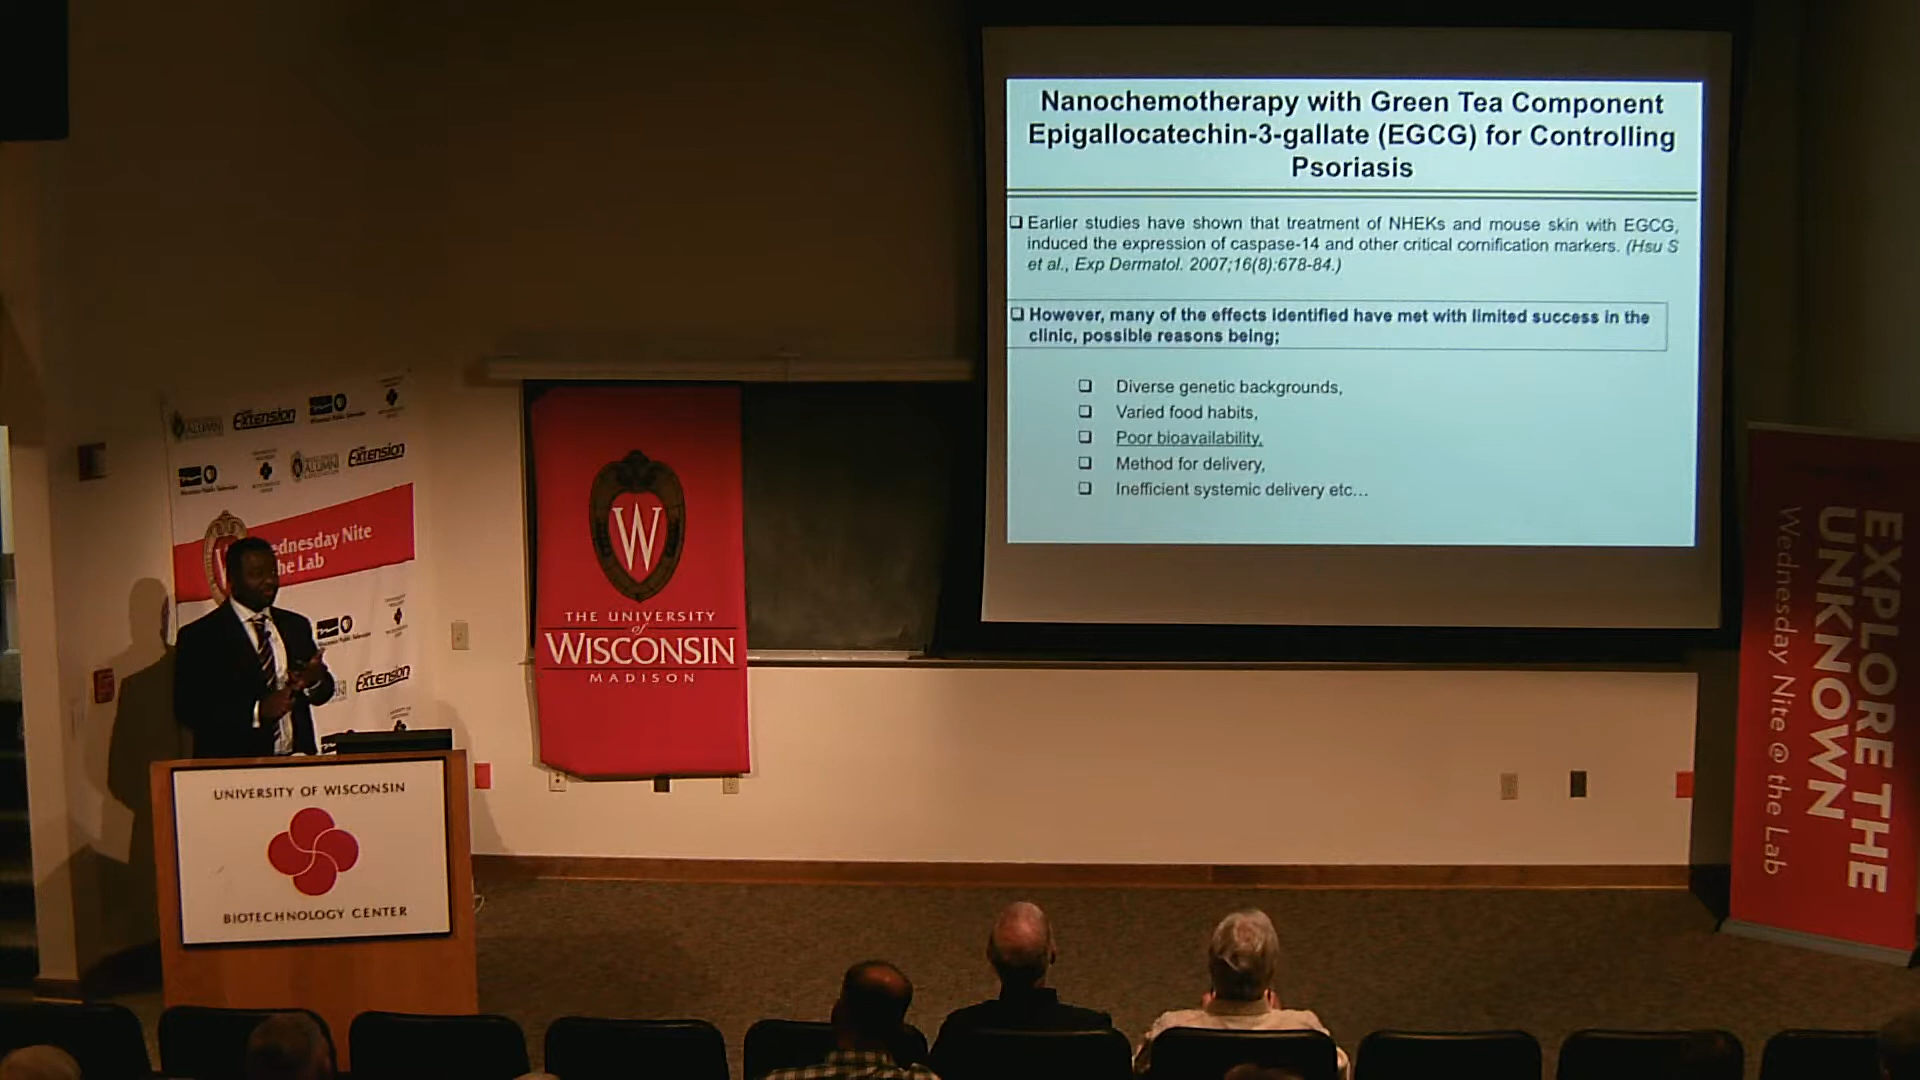 Nanochemotherapy with Green Tea Component
Epigallocatechin-3-gallate (EGCG) for Controlling
Psoriasis
Earlier studies have shown that treatment of NHEKs and mouse skin with EGCG,
induced the expression of caspase-14 and other critical cornification markers. (Hsu S
et al., Exp Dermatol. 2007;16(8):678-84.)
However, many of the effects identified have met with limited success in the
clinic, possible reasons being;
Diverse genetic backgrounds,
Varied food habits,
Poor bioavailability,
Method for delivery,
Inefficient systemic delivery etc...
ALUMNI
Extension
ALUMNI
Extension
Wisconsin Public Television
ednesday Nite
he Lab
Extension
W
THE UNIVERSITY
of
WISCONSIN
MADISON
UNIVERSITY OF WISCONSIN
BIOTECHNOLOGY CENTER
EXPLORE THE
UNKNOWN
Wednesday Nite @ the Lab